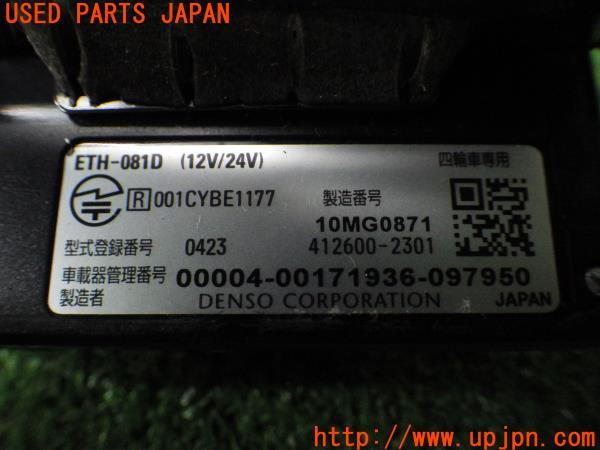 USED PARTS JAPAN
ETH-081D (12V/24V) 四輪車専用
R 001CYBE1177 製造番号
10MG0871
型式登録番号 0423 412600-2301
車載器管理番号 00004-00171936-097950
製造者 DENSO CORPORATION JAPAN
UPJ
http://www.upjpn.com